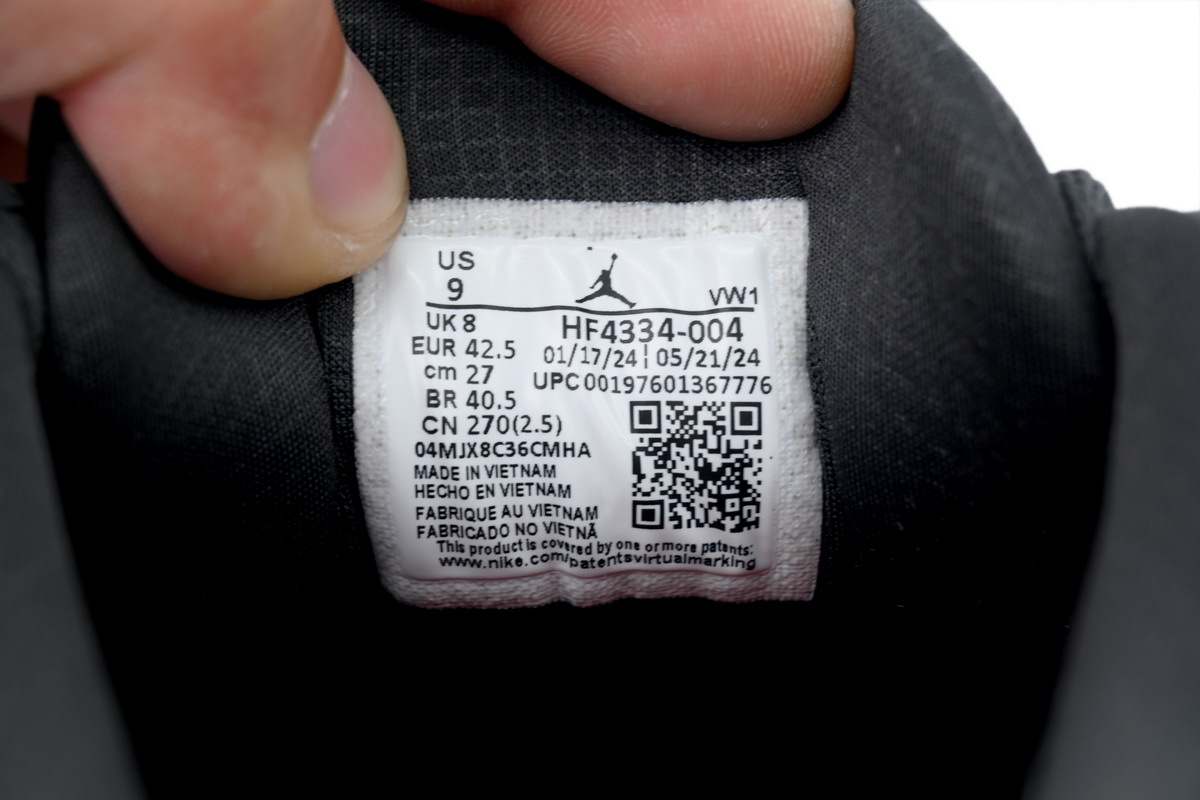 US
9
VW1
UK 8
HF4334-004
EUR 42.5
01/17/24 | 05/21/24
cm 27
UPC 00197601367776
BR 40.5
CN 270(2.5)
04MJX8C36CMHA
MADE IN VIETNAM
HECHO EN VIETNAM
FABRIQUE AU VIETNAM
FABRICADO NO VIETNÃ
This product is covered by one or more patents:
www.nike.com/patentsvirtualmarking